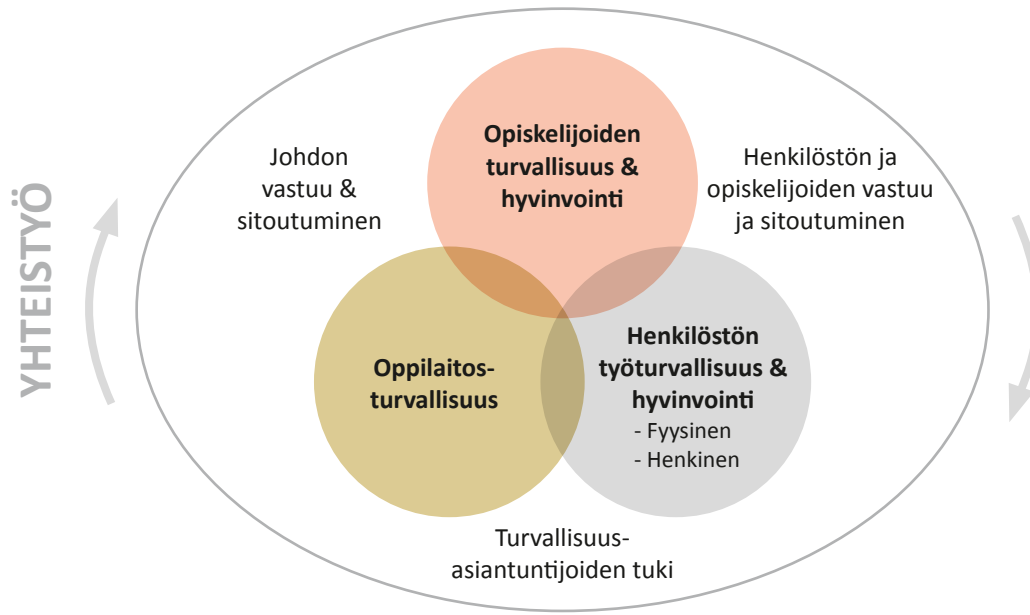 YHTEISTYÖ
Johdon
vastuu &
sitoutuminen
Opiskelijoiden
turvallisuus &
hyvinvointi
Henkilöstön ja
opiskelijoiden vastuu
ja sitoutuminen
Oppilaitos-
turvallisuus
Henkilöstön
työturvallisuus &
hyvinvointi
- Fyysinen
- Henkinen
Turvallisuus-
asiantuntijoiden tuki